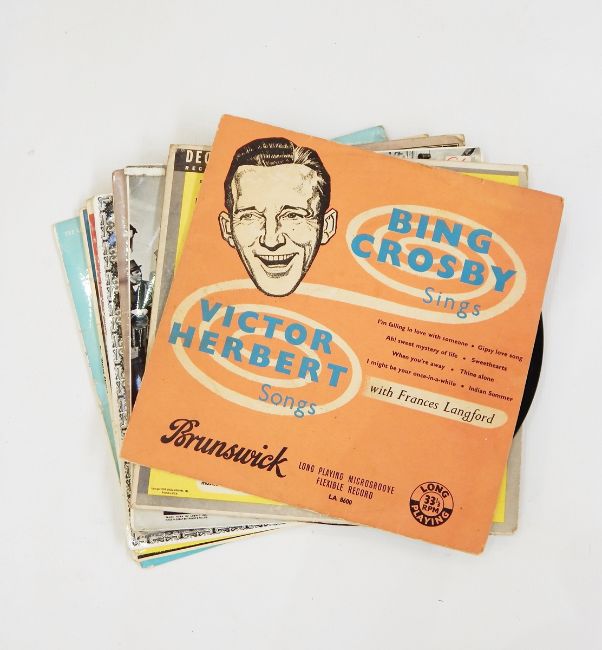 DEC
BING
CROSBY
Sings
VICTOR
HERBERT
Songs
I'm falling in love with someone • Gipsy love song
Ah! sweet mystery of life • Sweethearts
When you're away • Thine alone
I might be your once-in-a-while • Indian Summer
with Frances Langford
Brunswick
LONG PLAYING MICROGROOVE
FLEXIBLE RECORD
LA 8600
LONG
33⅓
RPM
PLAYING